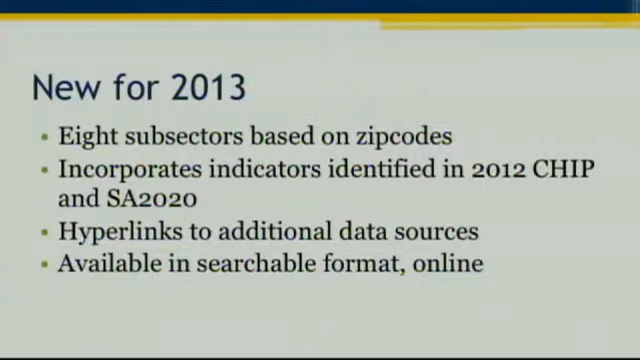 New for 2013
• Eight subsectors based on zipcodes
• Incorporates indicators identified in 2012 CHIP
and SA2020
• Hyperlinks to additional data sources
• Available in searchable format, online